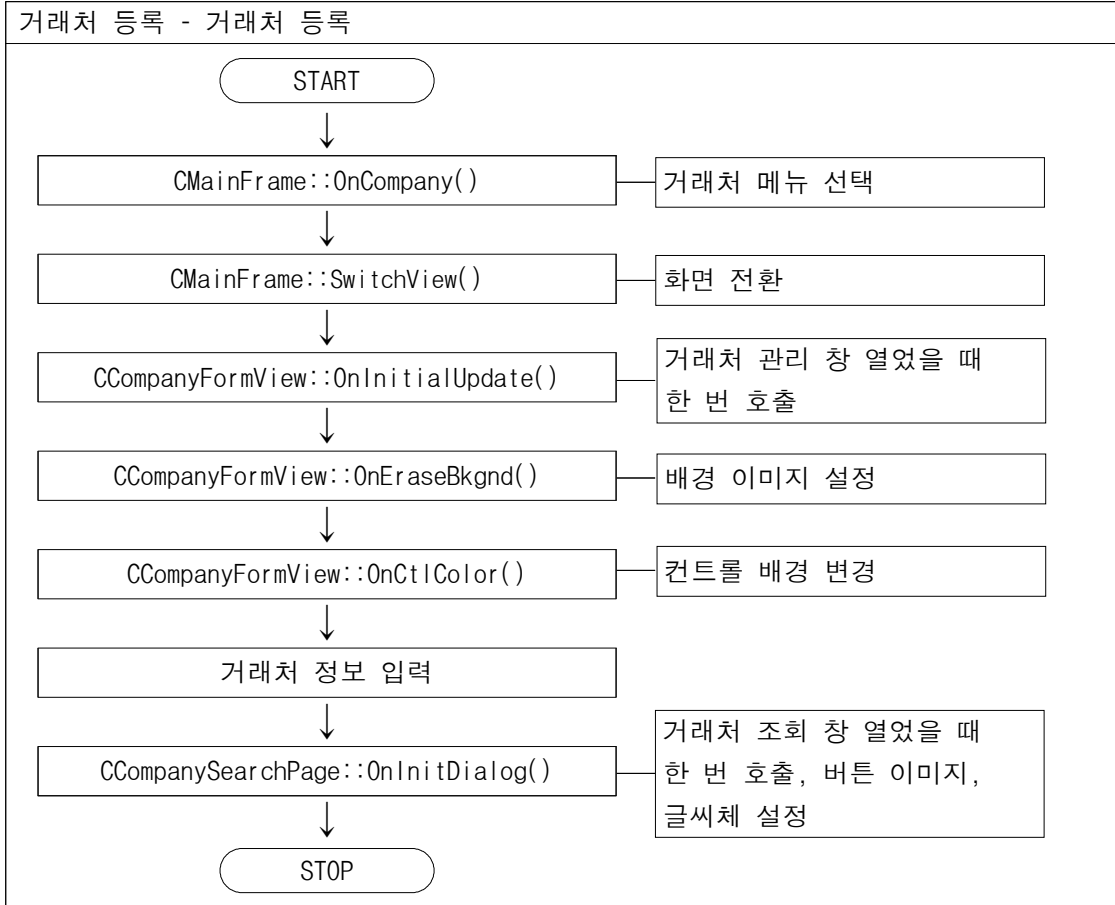 거래처 등록 - 거래처 등록
START
CMainFrame::OnCompany()
거래처 메뉴 선택
CMainFrame::SwitchView()
화면 전환
CCompanyFormView::OnInitialUpdate()
거래처 관리 창 열었을 때
한 번 호출
CCompanyFormView::OnEraseBkgnd()
배경 이미지 설정
CCompanyFormView::OnCtlColor()
컨트롤 배경 변경
거래처 정보 입력
CCompanySearchPage::OnInitDialog()
거래처 조회 창 열었을 때
한 번 호출, 버튼 이미지,
글씨체 설정
STOP